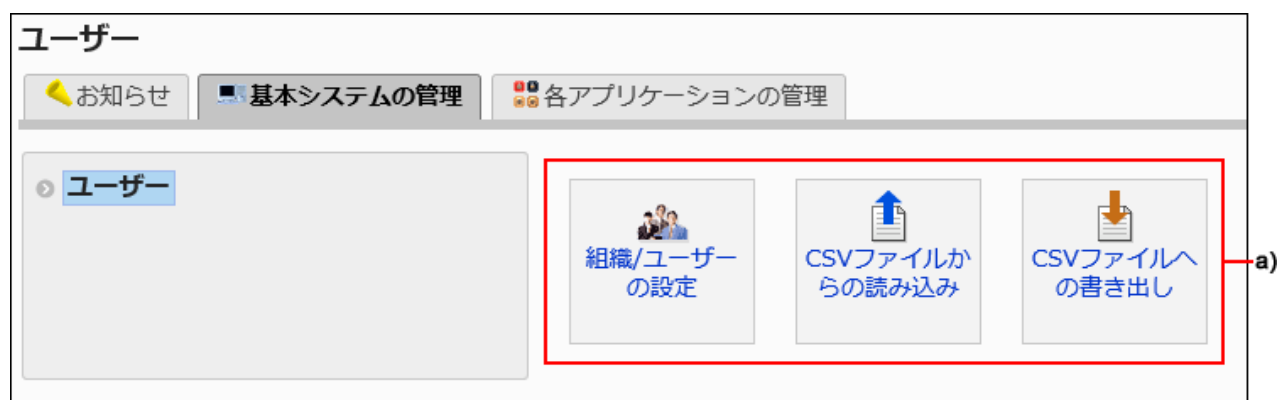 ユーザー
お知らせ 基本システムの管理 各アプリケーションの管理
ユーザー
組織/ユーザー
の設定
CSVファイルか
らの読み込み
CSVファイルへ
の書き出し
a)